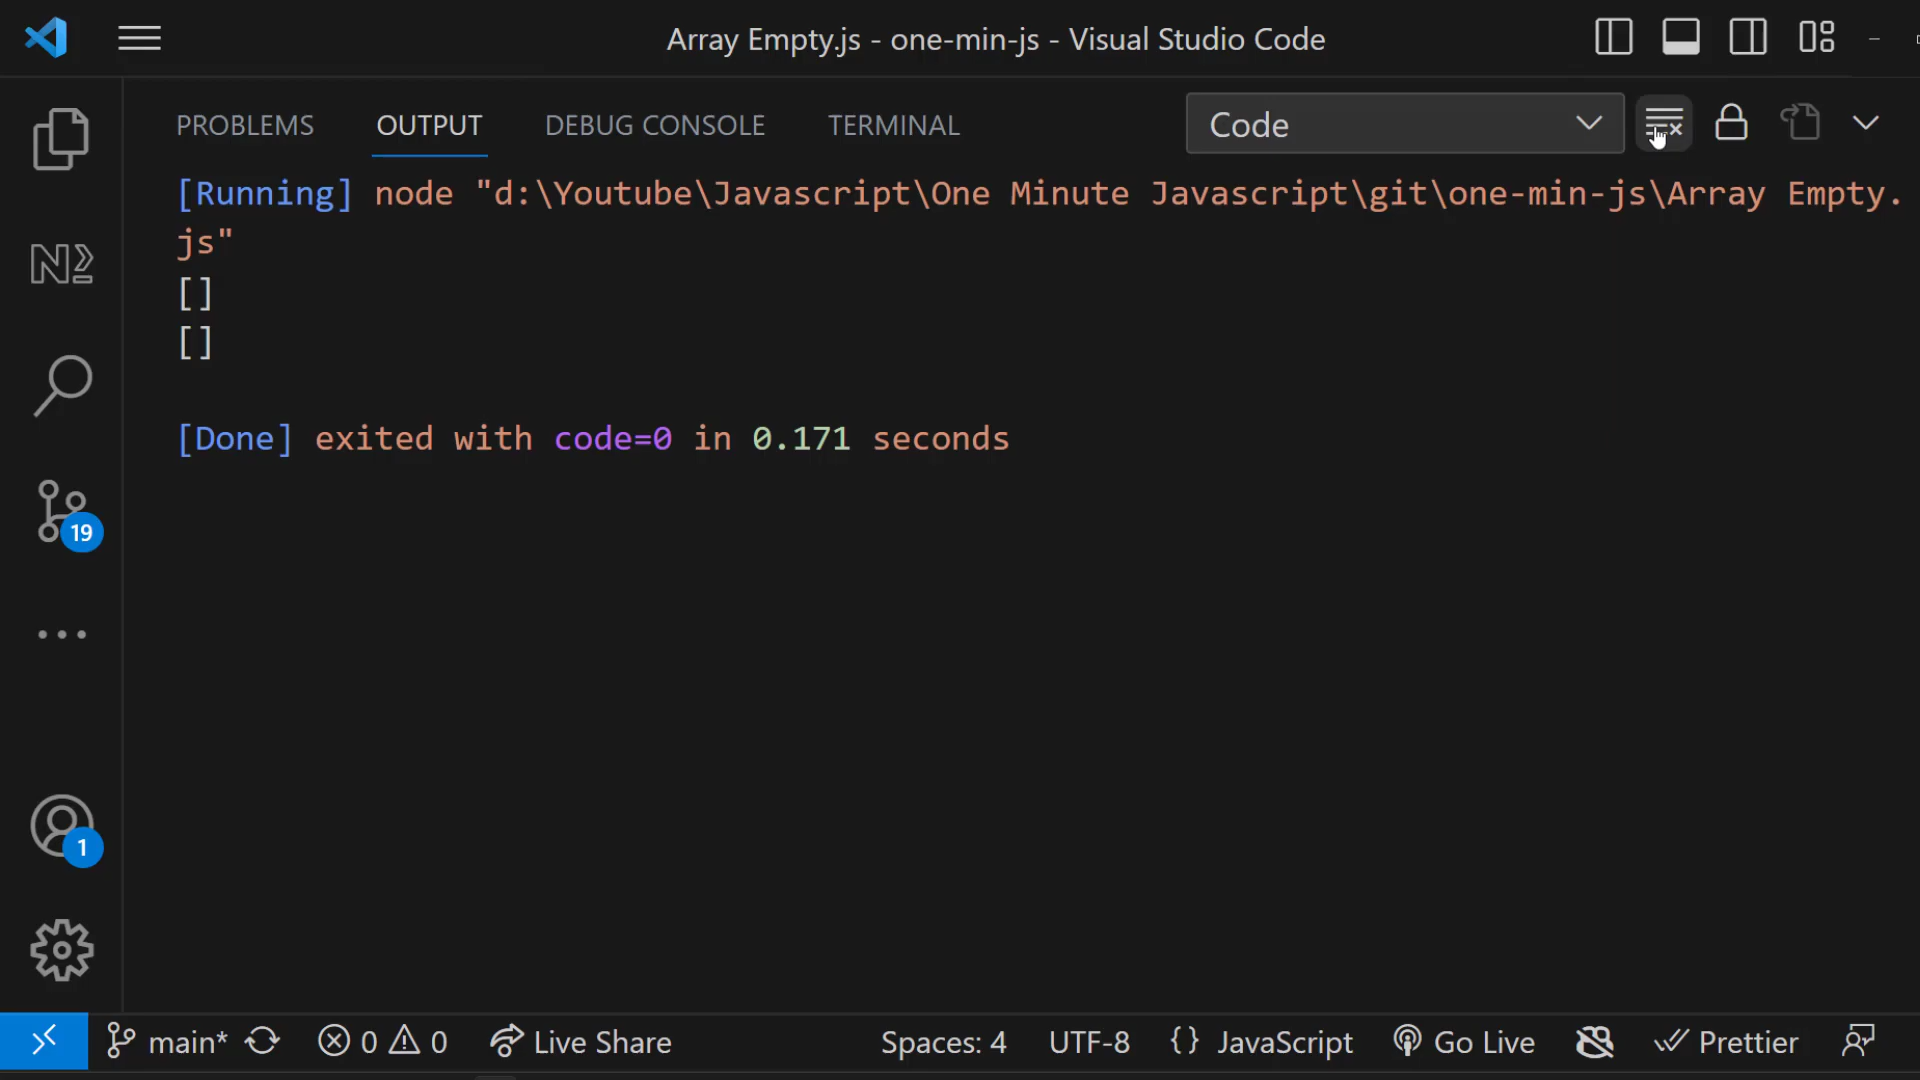 Array Empty.js - one-min-js - Visual Studio Code
PROBLEMS OUTPUT DEBUG CONSOLE TERMINAL Code
[Running] node "d:\Youtube\Javascript\One Minute Javascript\git\one-min-js\Array Empty.
js"
[]
[]
[Done] exited with code=0 in 0.171 seconds
19
1
main* 0 0 Live Share Spaces: 4 UTF-8 {} JavaScript Go Live Prettier